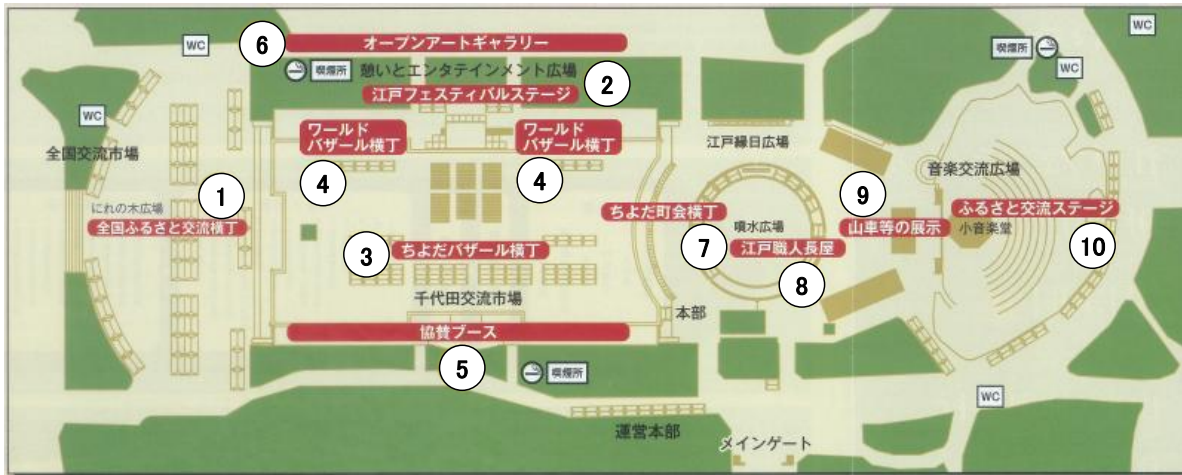 WC
6
オープンアートギャラリー
喫煙所
憩いとエンタテインメント広場
2
江戸フェスティバルステージ
WC
喫煙所
WC
WC
全国交流市場
ワールド
バザール横丁
ワールド
バザール横丁
4
4
江戸縁日広場
音楽交流広場
1
9
にれの木広場
全国ふるさと交流横丁
ちよだ町会横丁
噴水広場
山車等の展示
ふるさと交流ステージ
小音楽堂
3
ちよだバザール横丁
7
江戸職人長屋
10
8
千代田交流市場
本部
協賛ブース
5
喫煙所
WC
運営本部
メインゲート